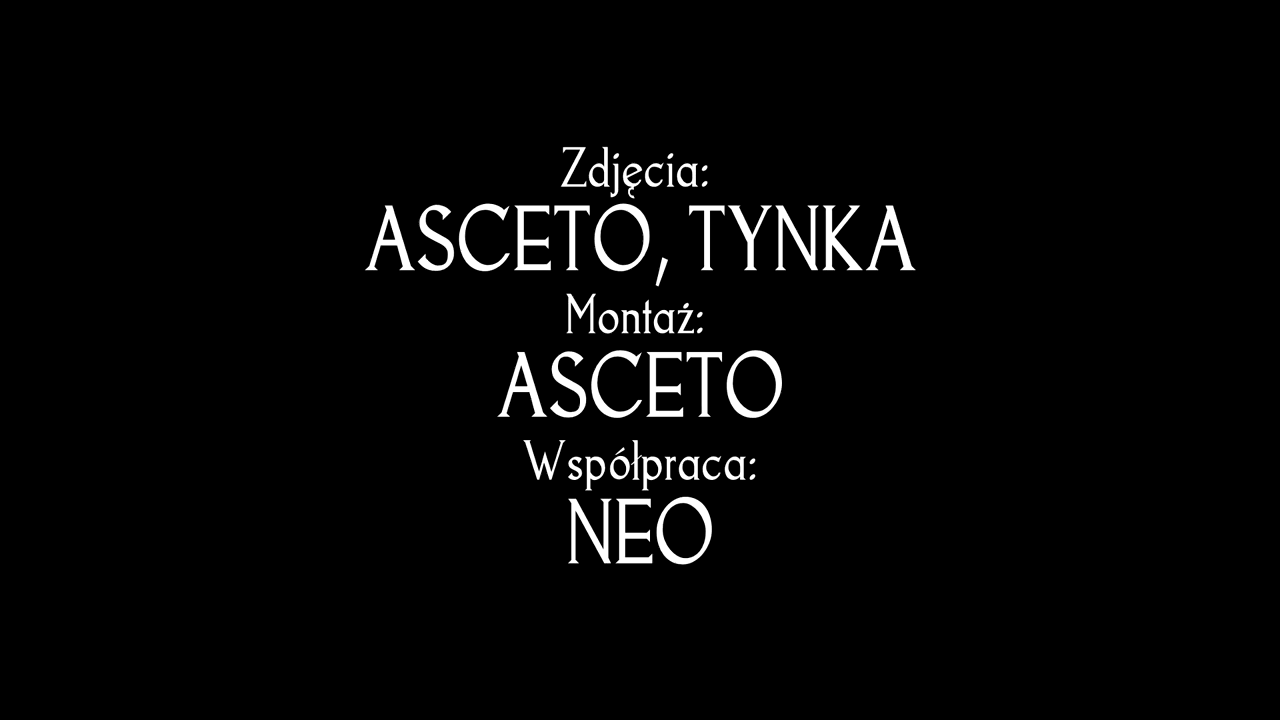 Zdjęcia:
ASCETO, TYNKA
Montaż:
ASCETO
Współpraca:
NEO